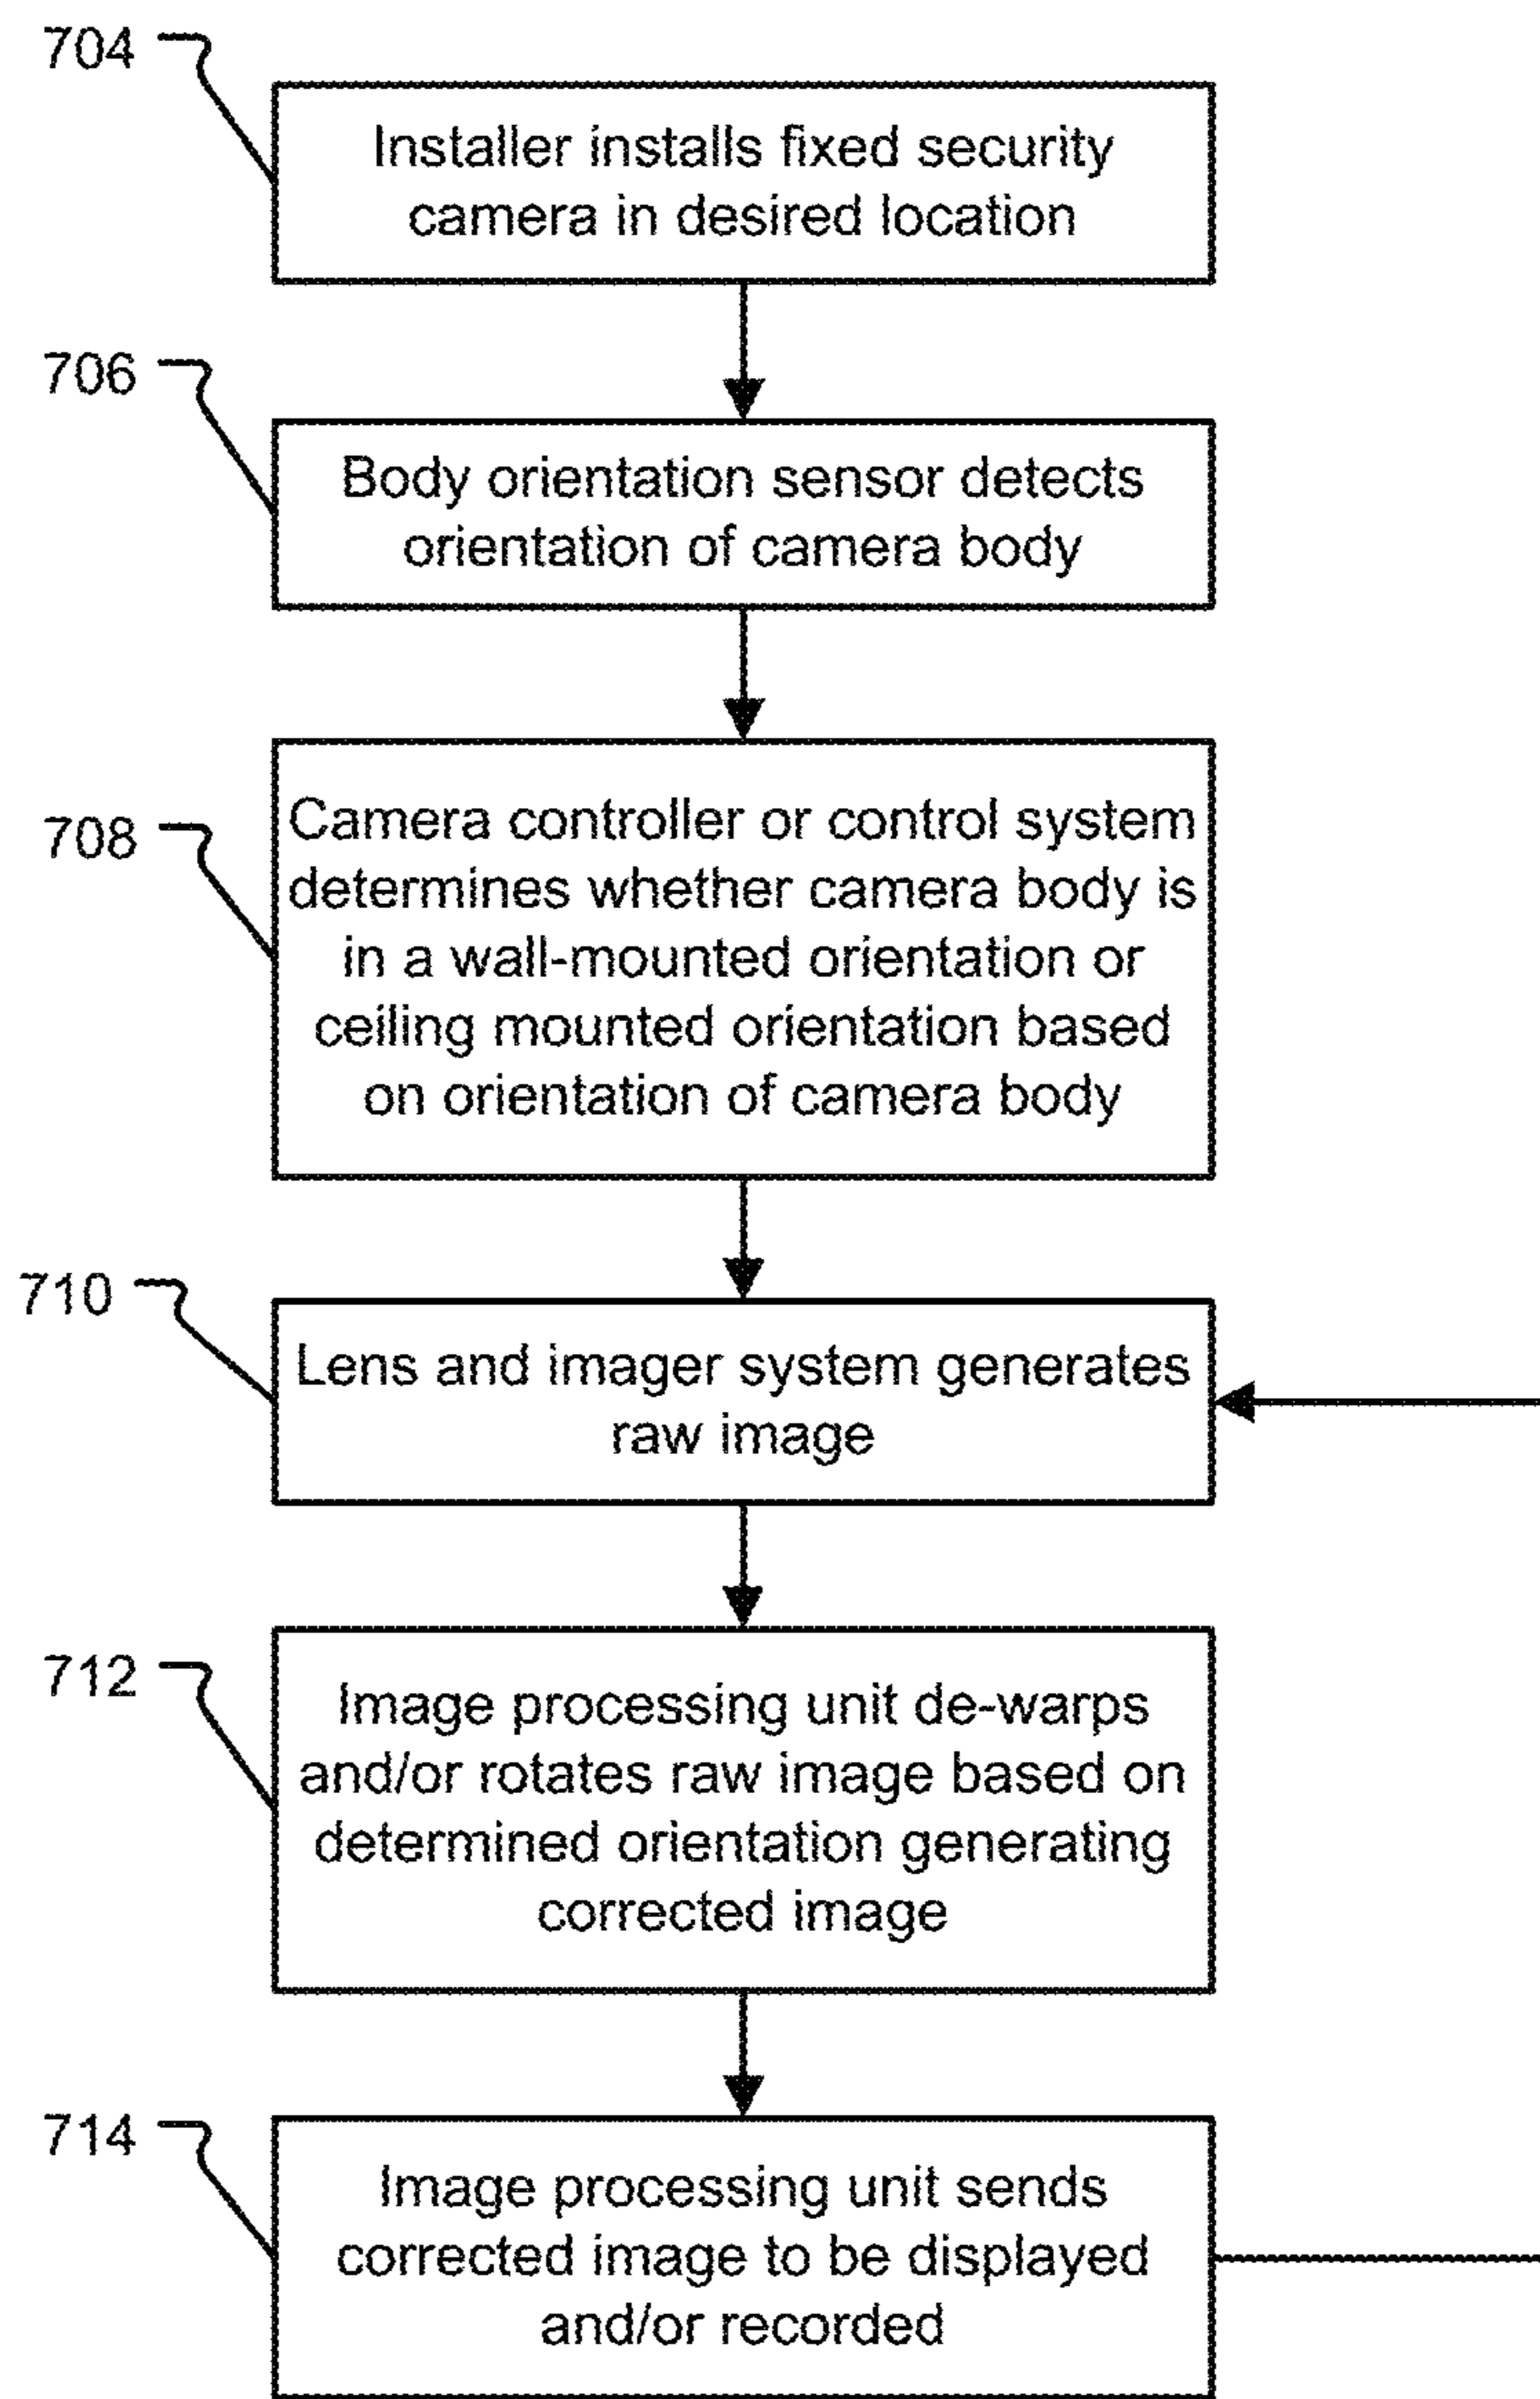 704
Installer installs fixed security
camera in desired location
706
Body orientation sensor detects
orientation of camera body
708
Camera controller or control system
determines whether camera body is
in a wall-mounted orientation or
ceiling mounted orientation based
on orientation of camera body
710
Lens and imager system generates
raw image
712
Image processing unit de-warps
and/or rotates raw image based on
determined orientation generating
corrected image
714
Image processing unit sends
corrected image to be displayed
and/or recorded